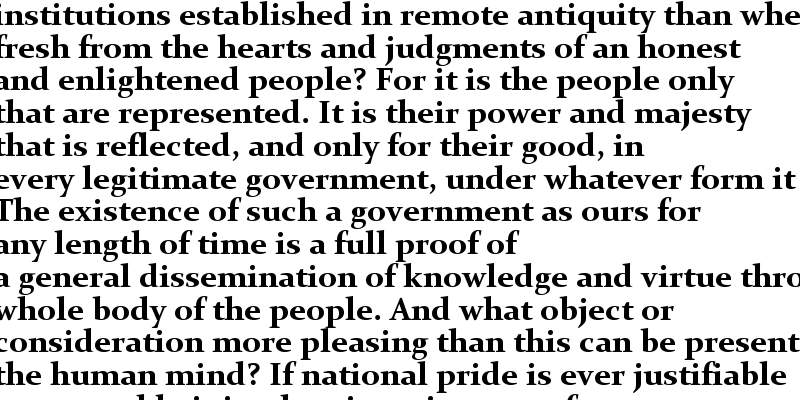 institutions established in remote antiquity than whe
fresh from the hearts and judgments of an honest
and enlightened people? For it is the people only
that are represented. It is their power and majesty
that is reflected, and only for their good, in
every legitimate government, under whatever form it
The existence of such a government as ours for
any length of time is a full proof of
a general dissemination of knowledge and virtue thro
whole body of the people. And what object or
consideration more pleasing than this can be present
the human mind? If national pride is ever justifiable